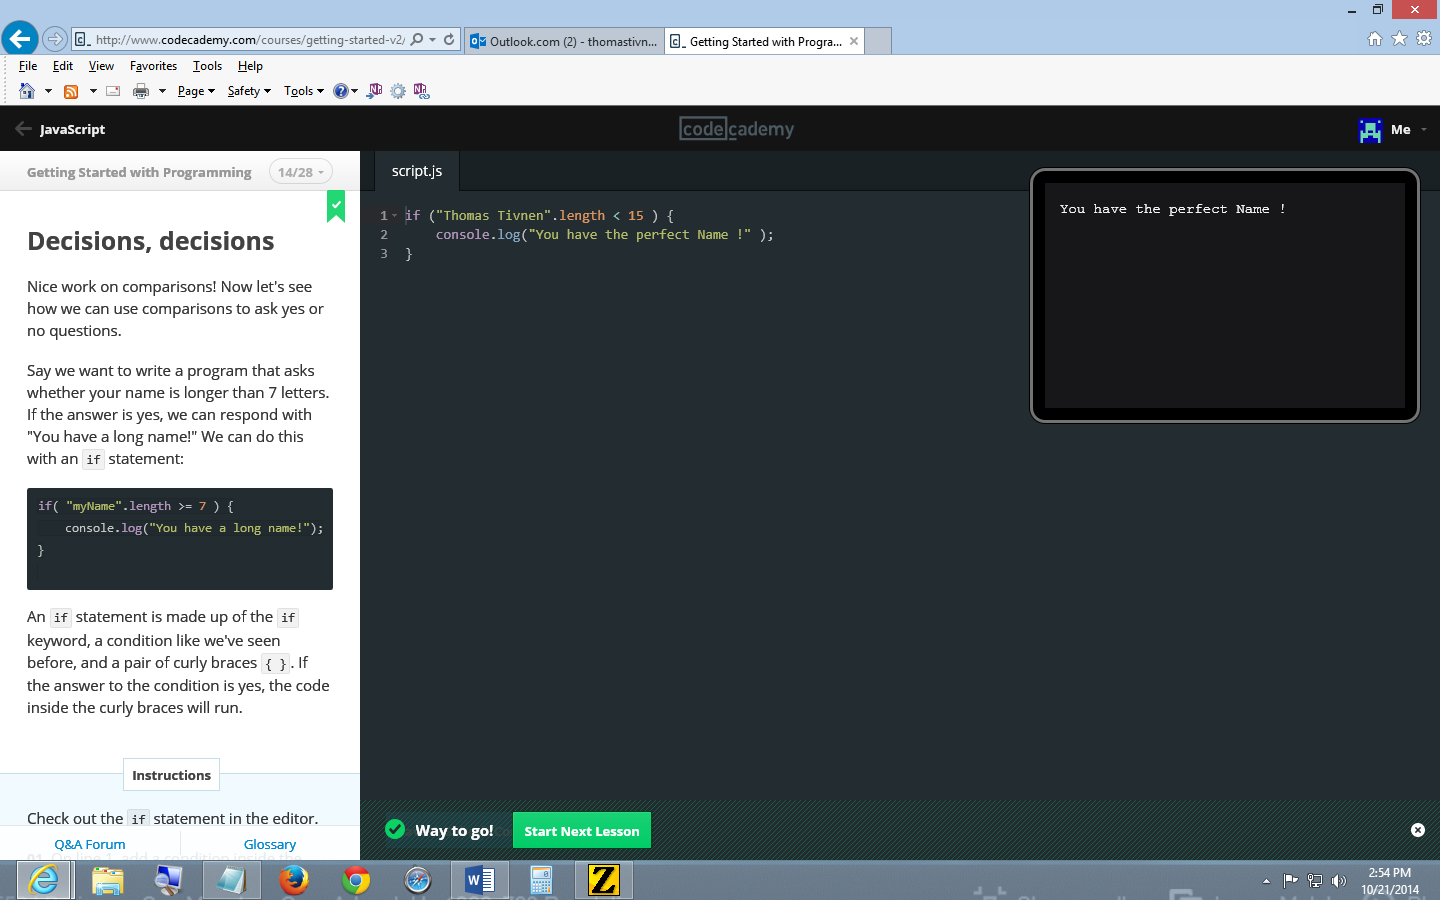 http://www.codecademy.com/courses/getting-started-v2/
Outlook.com (2) - thomastivn...
Getting Started with Progra...
File Edit View Favorites Tools Help
Page Safety Tools
JavaScript
codecademy
Me
Getting Started with Programming 14/28
script.js
Decisions, decisions
Nice work on comparisons! Now let's see
how we can use comparisons to ask yes or
no questions.
Say we want to write a program that asks
whether your name is longer than 7 letters.
If the answer is yes, we can respond with
"You have a long name!" We can do this
with an if statement:
if( "myName".length >= 7 ) {
console.log("You have a long name!");
}
An if statement is made up of the if
keyword, a condition like we've seen
before, and a pair of curly braces { }. If
the answer to the condition is yes, the code
inside the curly braces will run.
Instructions
Check out the if statement in the editor.
Q&A Forum Glossary
1 if ("Thomas Tivnen".length < 15 ) {
2 console.log("You have the perfect Name !" );
3 }
You have the perfect Name !
Way to go! Start Next Lesson
2:54 PM
10/21/2014